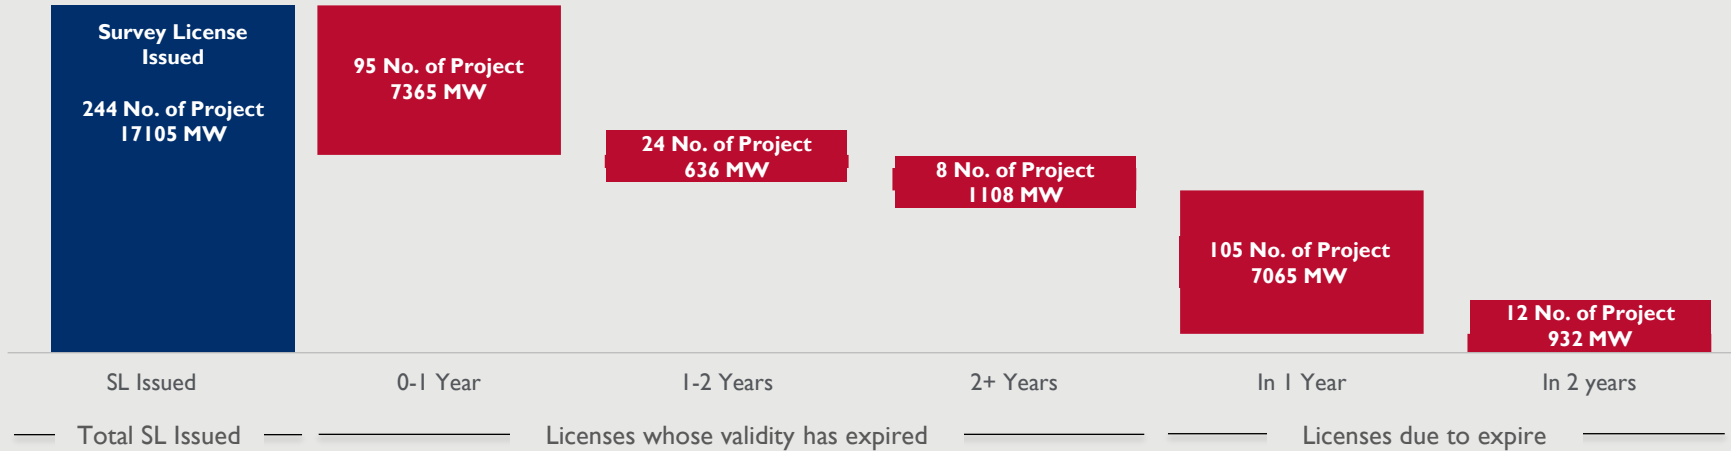 Survey License
Issued
244 No. of Project
17105 MW
95 No. of Project
7365 MW
24 No. of Project
636 MW
8 No. of Project
1108 MW
105 No. of Project
7065 MW
12 No. of Project
932 MW
SL Issued
0-1 Year
1-2 Years
2+ Years
In 1 Year
In 2 years
Total SL Issued
Licenses whose validity has expired
Licenses due to expire